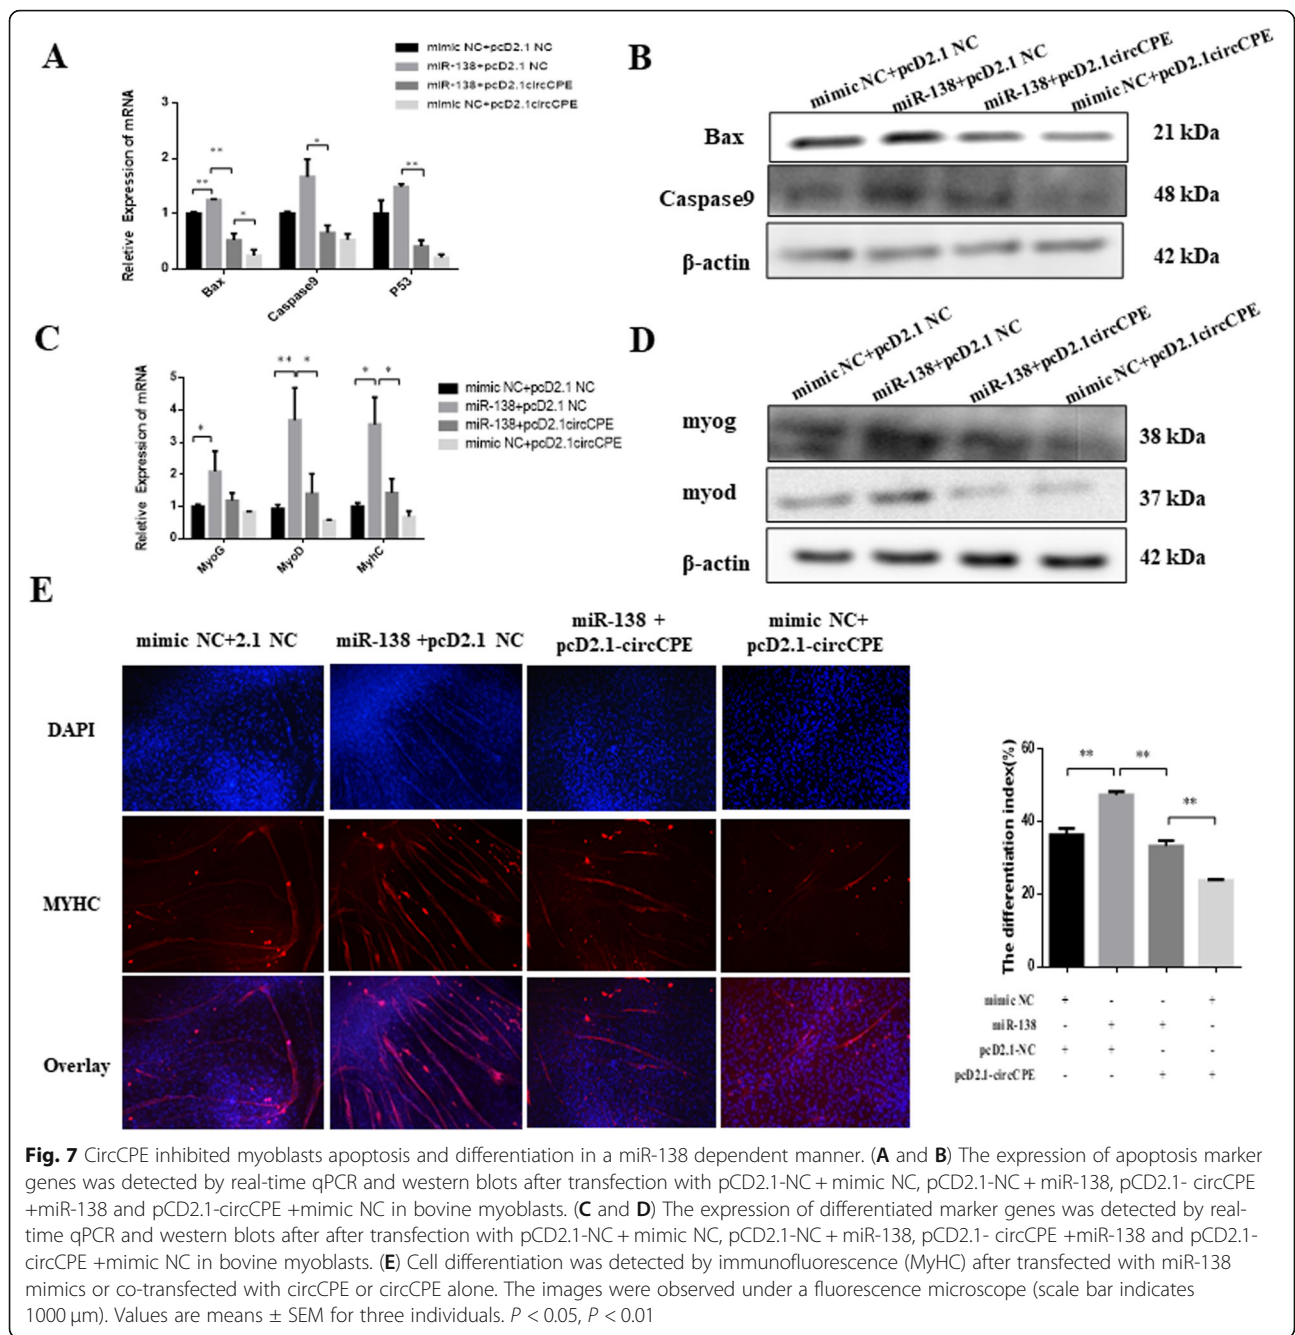 A
mimic NC+pcD2.1 NC
miR-138+pcD2.1 NC
miR-138+pcD2.1circCPE
mimic NC+pcD2.1circCPE
Reletive Expression of mRNA
3
2
1
0
** ** * * **
Bax Caspase9 P53
B
mimic NC+pcD2.1 NC
miR-138+pcD2.1 NC
miR-138+pcD2.1circCPE
mimic NC+pcD2.1circCPE
Bax 21 kDa
Caspase9 48 kDa
β-actin 42 kDa
C
mimic NC+pcD2.1 NC
miR-138+pcD2.1 NC
miR-138+pcD2.1circCPE
mimic NC+pcD2.1circCPE
Reletive Expression of mRNA
5
4
3
2
1
0
* ** * * *
MyoG MyoD MyhC
D
mimic NC+pcD2.1 NC
miR-138+pcD2.1 NC
miR-138+pcD2.1circCPE
mimic NC+pcD2.1circCPE
myog 38 kDa
myod 37 kDa
β-actin 42 kDa
E
mimic NC+2.1 NC
miR-138 +pcD2.1 NC
miR-138 +
pcD2.1-circCPE
mimic NC+
pcD2.1-circCPE
DAPI
MYHC
Overlay
The differentiation index(%)
60
40
20
0
** ** **
mimic NC + - - +
miR-138 - + + -
pcD2.1-NC + + - -
pcD2.1-circCPE - - + +
Fig. 7 CircCPE inhibited myoblasts apoptosis and differentiation in a miR-138 dependent manner. (A and B) The expression of apoptosis marker
genes was detected by real-time qPCR and western blots after transfection with pCD2.1-NC + mimic NC, pCD2.1-NC + miR-138, pCD2.1- circCPE
+miR-138 and pCD2.1-circCPE +mimic NC in bovine myoblasts. (C and D) The expression of differentiated marker genes was detected by real-
time qPCR and western blots after after transfection with pCD2.1-NC + mimic NC, pCD2.1-NC + miR-138, pCD2.1- circCPE +miR-138 and pCD2.1-
circCPE +mimic NC in bovine myoblasts. (E) Cell differentiation was detected by immunofluorescence (MyHC) after transfected with miR-138
mimics or co-transfected with circCPE or circCPE alone. The images were observed under a fluorescence microscope (scale bar indicates
1000 μm). Values are means ± SEM for three individuals. P < 0.05, P < 0.01